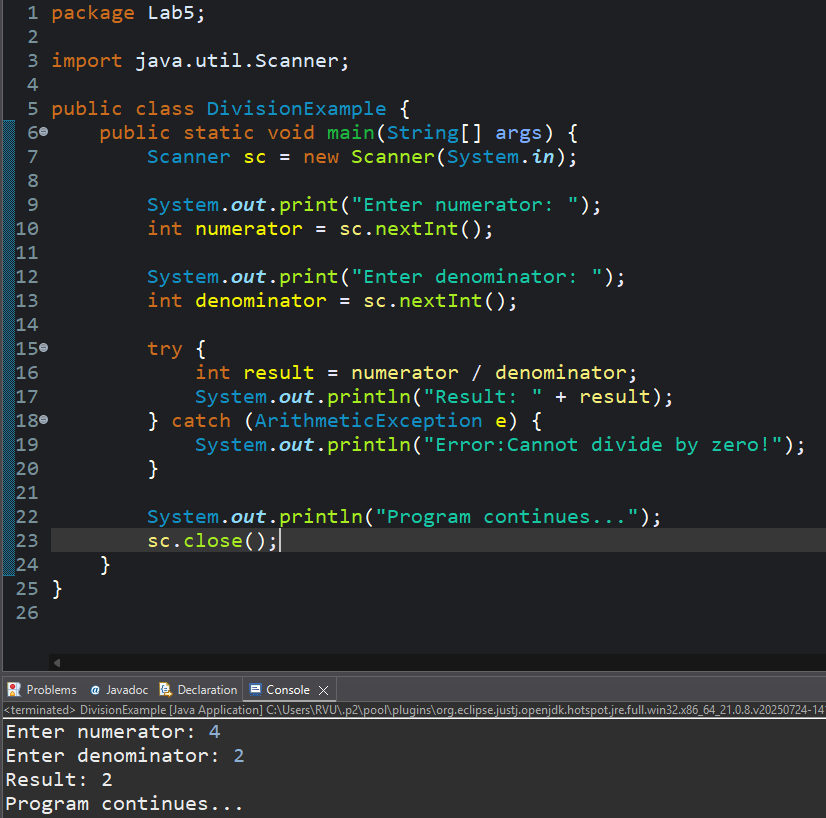 1 package Lab5;
2
3 import java.util.Scanner;
4
5 public class DivisionExample {
6     public static void main(String[] args) {
7         Scanner sc = new Scanner(System.in);
8
9         System.out.print("Enter numerator: ");
10         int numerator = sc.nextInt();
11
12         System.out.print("Enter denominator: ");
13         int denominator = sc.nextInt();
14
15         try {
16             int result = numerator / denominator;
17             System.out.println("Result: " + result);
18         } catch (ArithmeticException e) {
19             System.out.println("Error:Cannot divide by zero!");
20         }
21
22         System.out.println("Program continues...");
23         sc.close();
24     }
25 }
26
Problems @ Javadoc Declaration Console
<terminated> DivisionExample [Java Application] C:\Users\RVU\.p2\pool\plugins\org.eclipse.justj.openjdk.hotspot.jre.full.win32.x86_64_21.0.8.v20250724-141
Enter numerator: 4
Enter denominator: 2
Result: 2
Program continues...